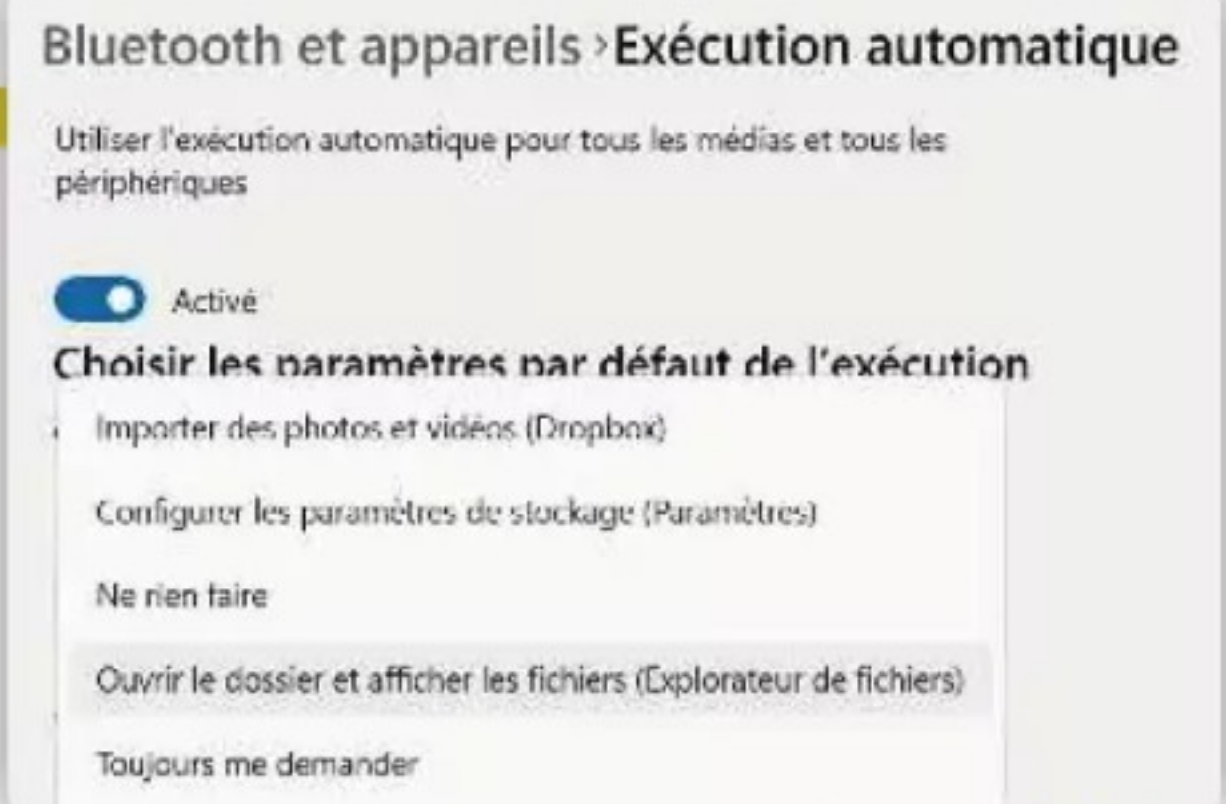 Bluetooth et appareils › Exécution automatique
Utiliser l'exécution automatique pour tous les médias et tous les
périphériques
Activé
Choisir les paramètres par défaut de l'exécution
Importer des photos et vidéos (Dropbox)
Configurer les paramètres de stockage (Paramètres)
Ne rien faire
Ouvrir le dossier et afficher les fichiers (Explorateur de fichiers)
Toujours me demander